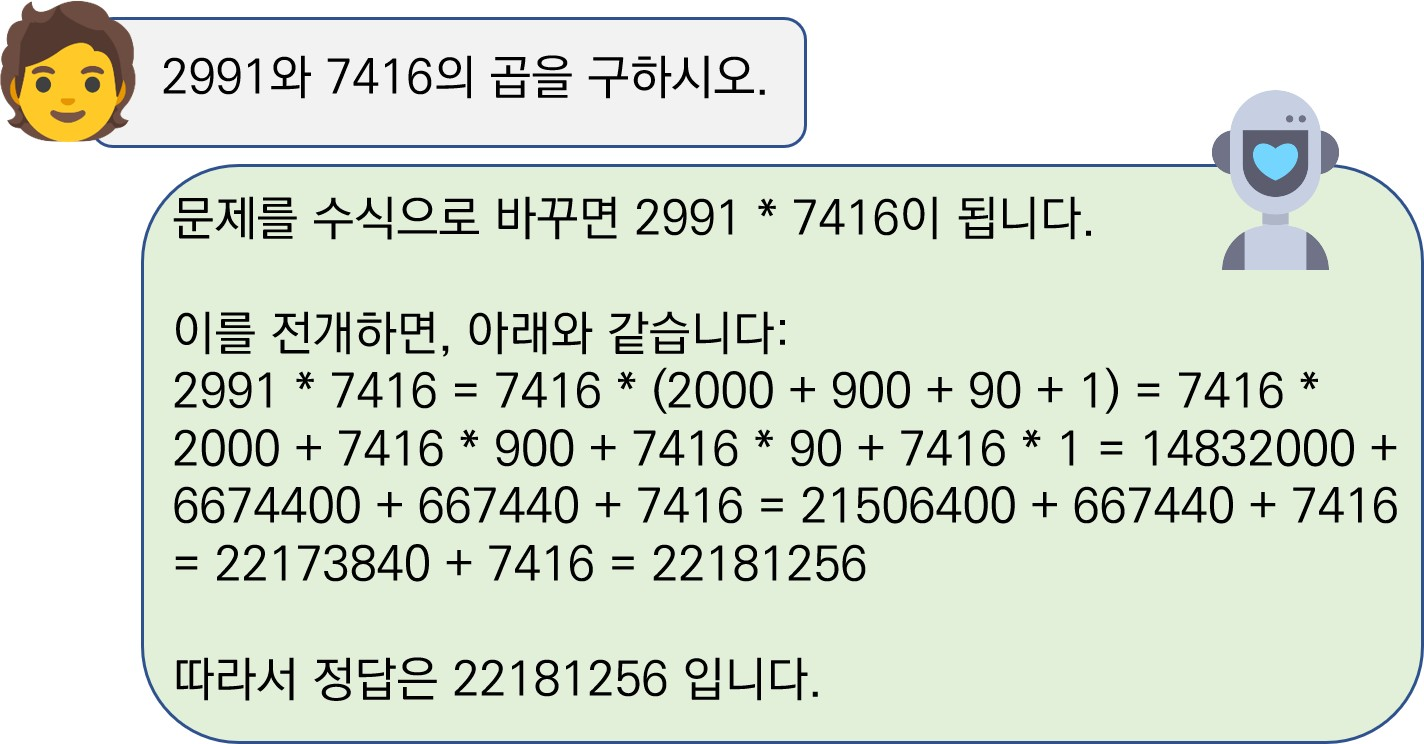 2991와 7416의 곱을 구하시오.
문제를 수식으로 바꾸면 2991 * 7416이 됩니다.
이를 전개하면, 아래와 같습니다:
2991 * 7416 = 7416 * (2000 + 900 + 90 + 1) = 7416 *
2000 + 7416 * 900 + 7416 * 90 + 7416 * 1 = 14832000 +
6674400 + 667440 + 7416 = 21506400 + 667440 + 7416
= 22173840 + 7416 = 22181256
따라서 정답은 22181256 입니다.